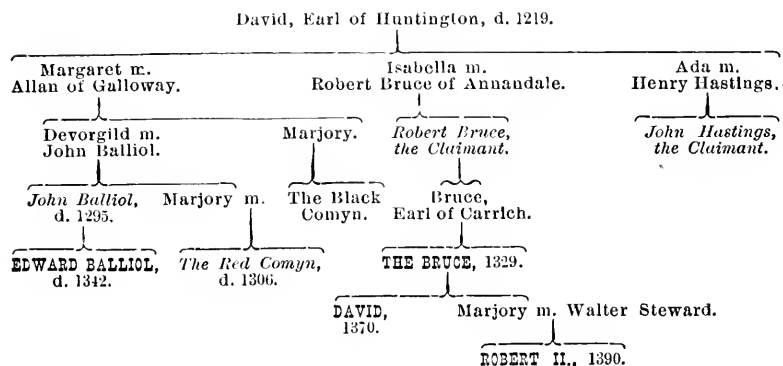 David, Earl of Huntington, d. 1219.
Margaret m. Isabella m. Ada m.
Allan of Galloway. Robert Bruce of Annandale. Henry Hastings.
Devorgild m. Marjory. Robert Bruce, John Hastings,
John Balliol. the Claimant. the Claimant.
John Balliol, Marjory m. The Black Bruce,
d. 1295. Comyn. Earl of Carrich.
EDWARD BALLIOL, The Red Comyn, THE BRUCE, 1329.
d. 1342. d. 1306.
DAVID, Marjory m. Walter Steward.
1370.
ROBERT II., 1390.